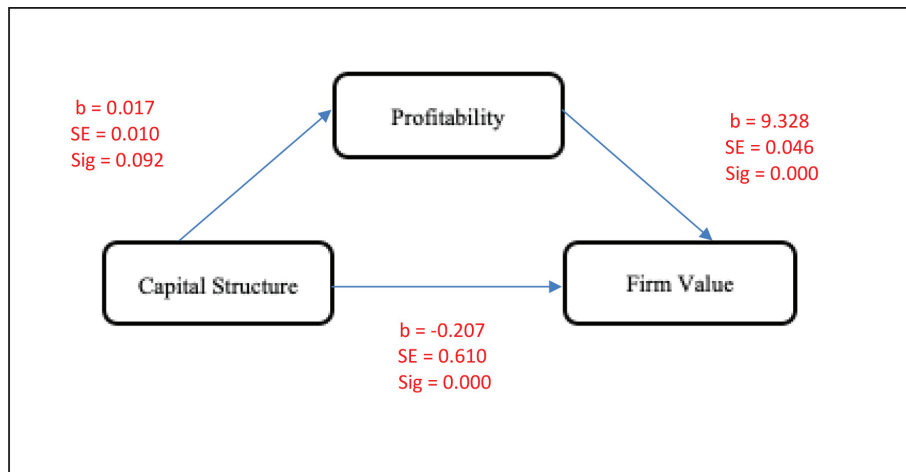 Profitability
b = 0.017
SE = 0.010
Sig = 0.092
b = 9.328
SE = 0.046
Sig = 0.000
Capital Structure
Firm Value
b = -0.207
SE = 0.610
Sig = 0.000